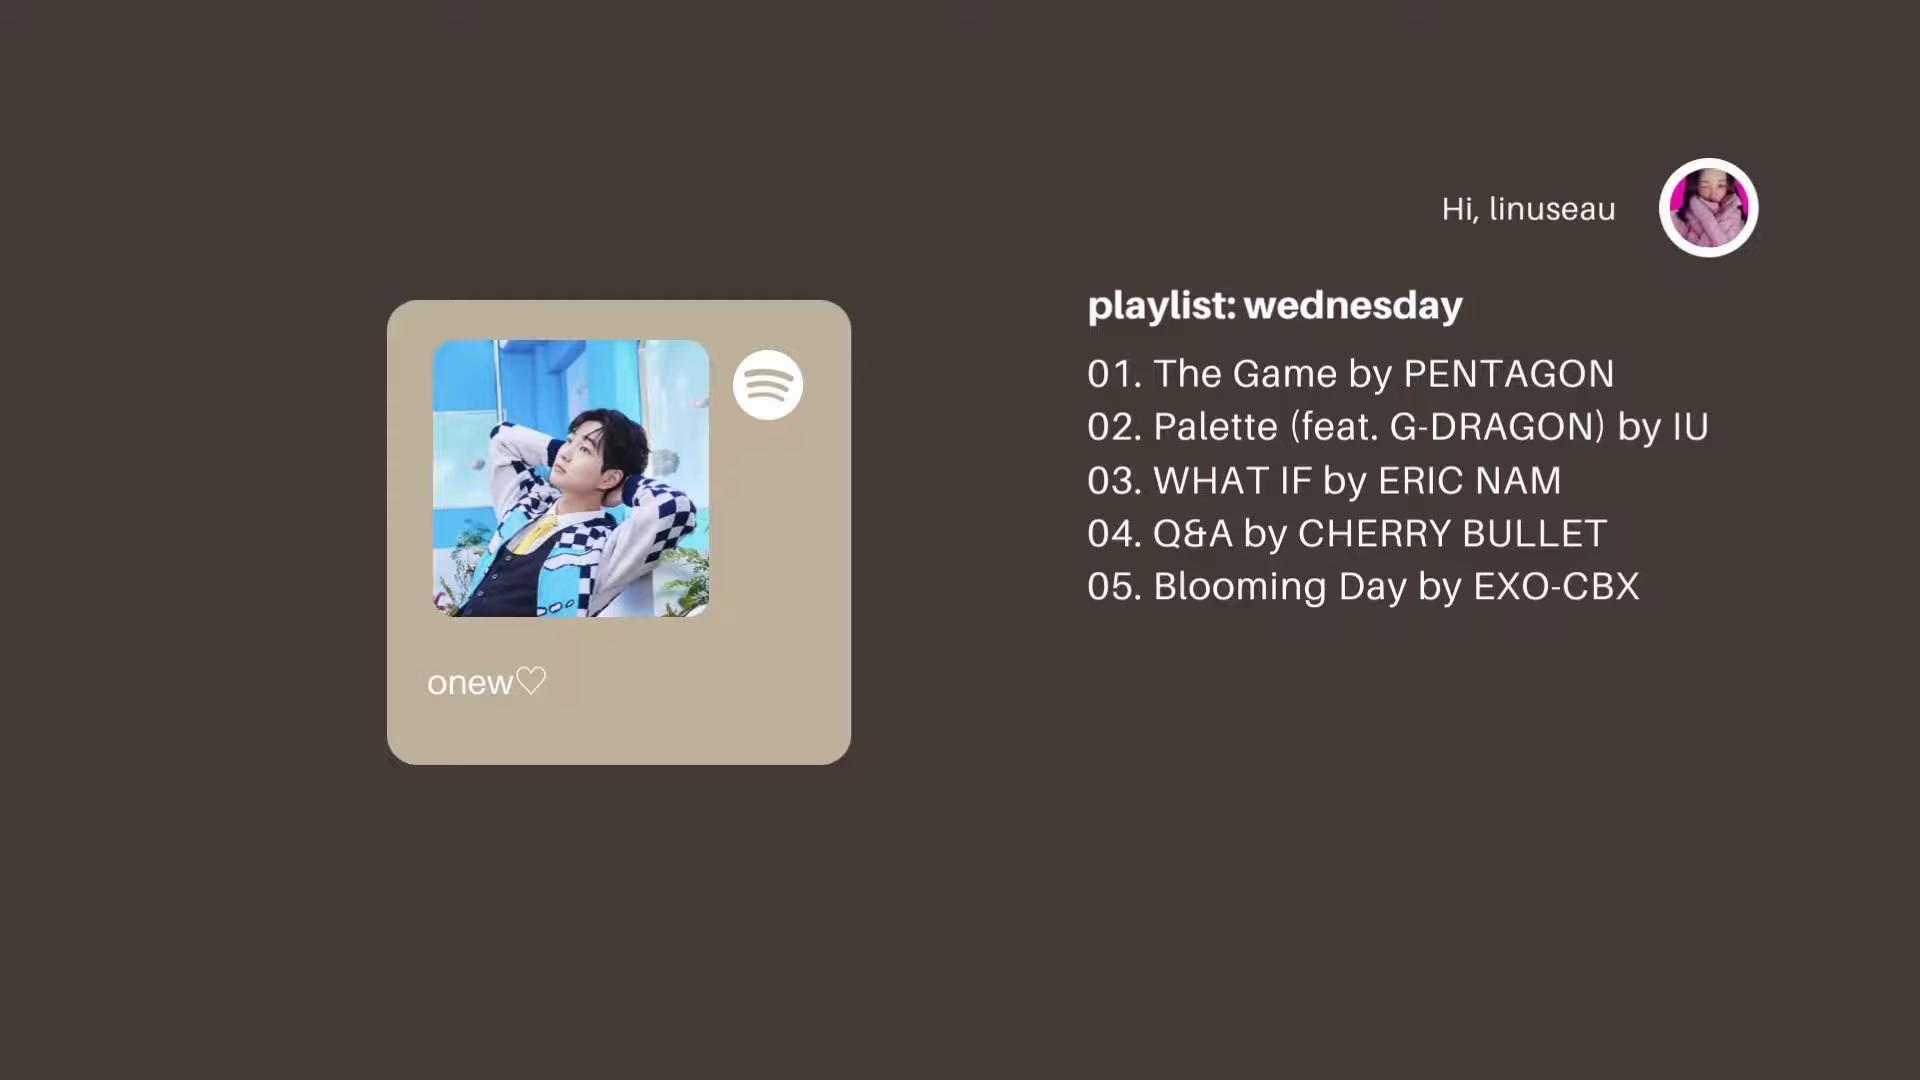 Hi, linuseau
playlist: wednesday
01. The Game by PENTAGON
02. Palette (feat. G-DRAGON) by IU
03. WHAT IF by ERIC NAM
04. Q&A by CHERRY BULLET
05. Blooming Day by EXO-CBX
onew♡